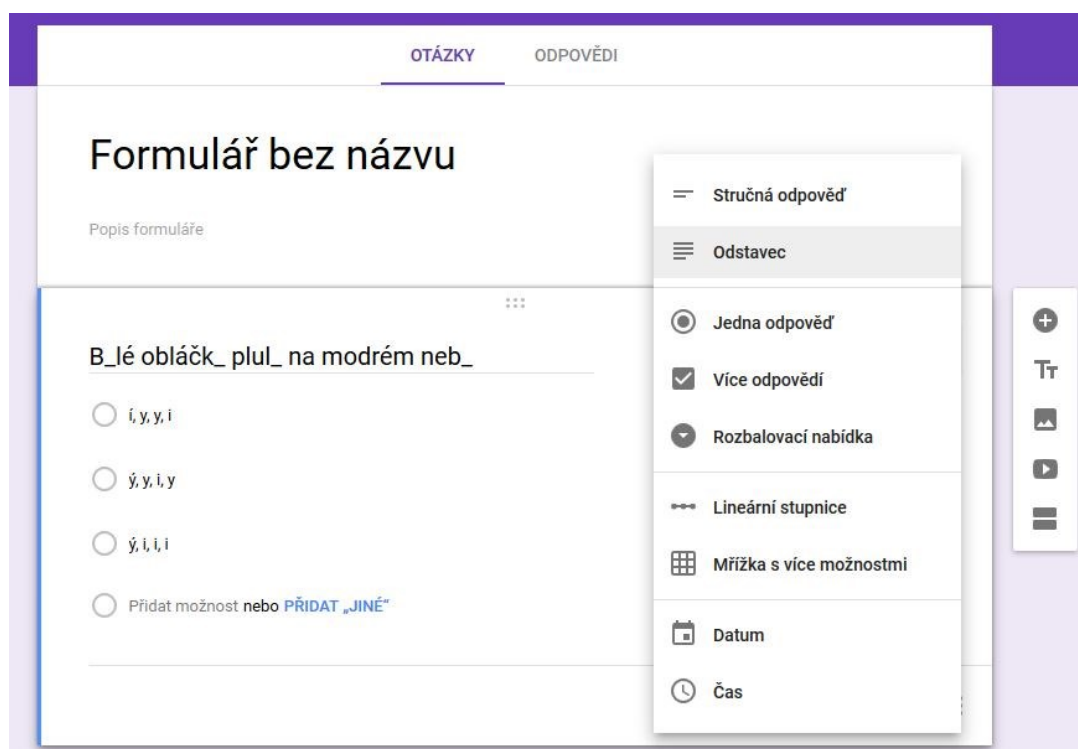 OTÁZKY ODPOVĚDI
Formulář bez názvu
Popis formuláře
B_lé obláčk_ plul_ na modrém neb_
í, y, y, i
ý, y, i, y
ý, i, i, i
Přidat možnost nebo PŘIDAT „JINÉ“
Stručná odpověď
Odstavec
Jedna odpověď
Více odpovědí
Rozbalovací nabídka
Lineární stupnice
Mřížka s více možnostmi
Datum
Čas
Tт